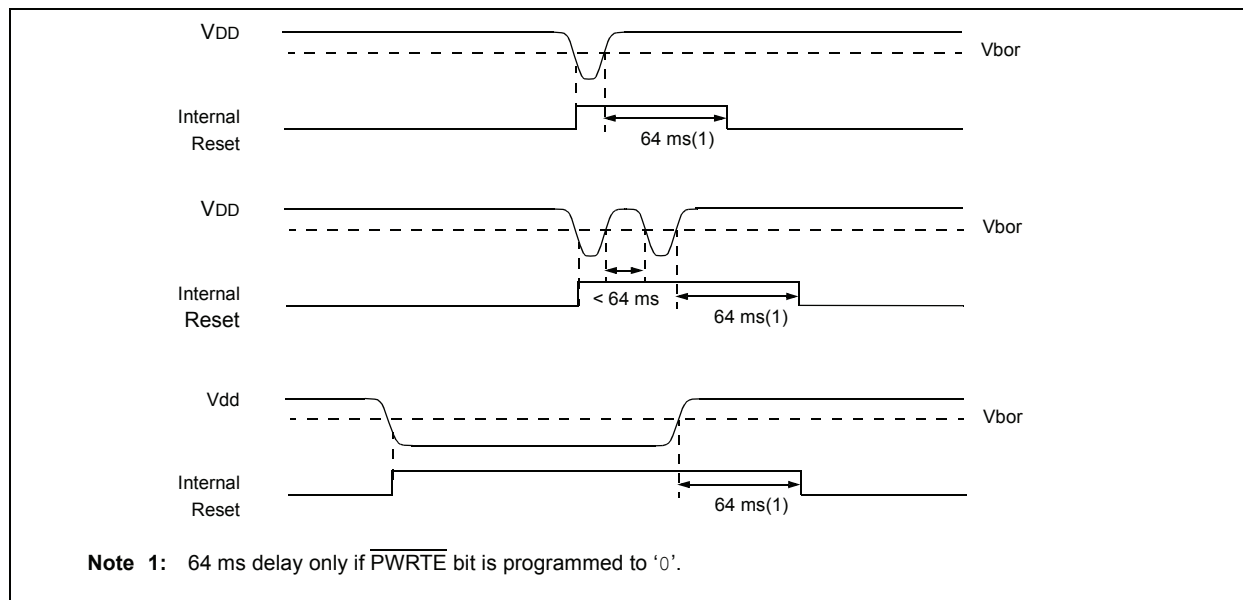 VDD
Vbor
Internal
Reset
64 ms(1)
VDD
Vbor
Internal
Reset
< 64 ms
64 ms(1)
Vdd
Vbor
Internal
Reset
64 ms(1)
Note 1: 64 ms delay only if PWRTE bit is programmed to ‘0’.